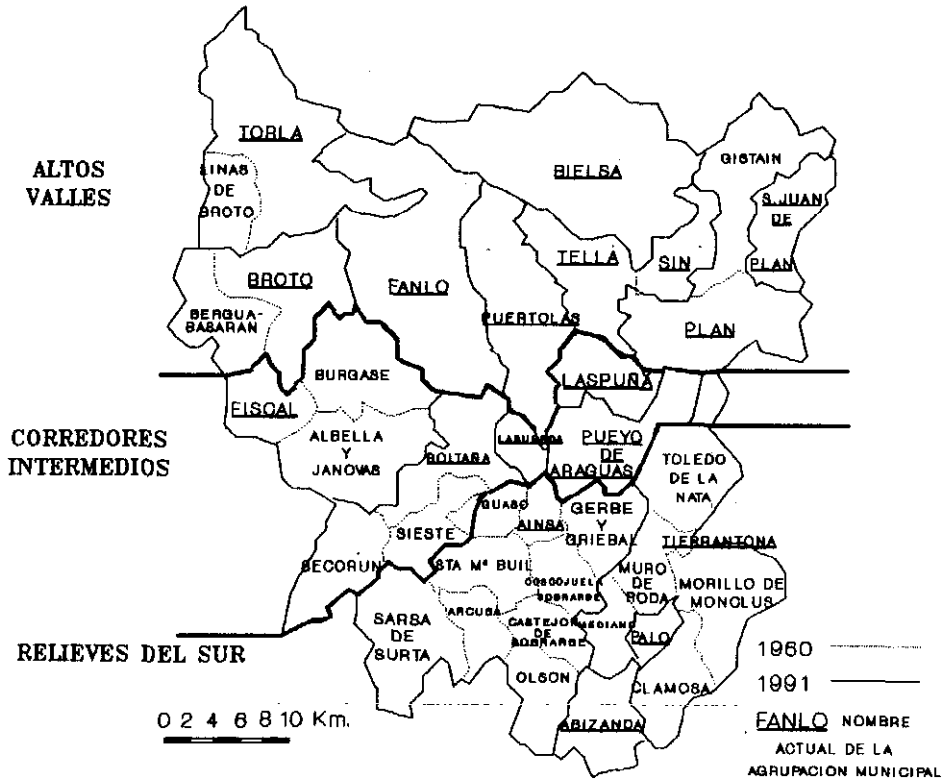 TORLA
LINAS
DE
BROTO
ALTOS
VALLES
BIELSA
GISTAIN
S.JUAN
DE
PLAN
BROTO
FANLO
TELLA
SIN
BERGUA-
BASARAN
PUERTOLAS
PLAN
BURGASE
LASPUÑA
FISCAL
CORREDORES
INTERMEDIOS
ALBELLA
Y
JANOVAS
BOLTAÑA
LABUERDA
PUEYO
DE
ARAGUAS
TOLEDO
DE LA
NATA
GUASO
AINSA
GERBE
Y
GRIEBAL
SIESTE
TIERRANTONA
SECORUN
STA Mª BUIL
COSCOJUELA
SOBRARBE
MURO
DE
RODA
MORILLO DE
MONCLUS
RELIEVES DEL SUR
SARSA
DE
SURTA
ARCUSA
CASTEJON
DE
SOBRARBE
MEDIANO
PALO
OLSON
CLAMOSA
ABIZANDA
0 2 4 6 8 10 Km.
1960
1991
FANLO NOMBRE
ACTUAL DE LA
AGRUPACION MUNICIPAL